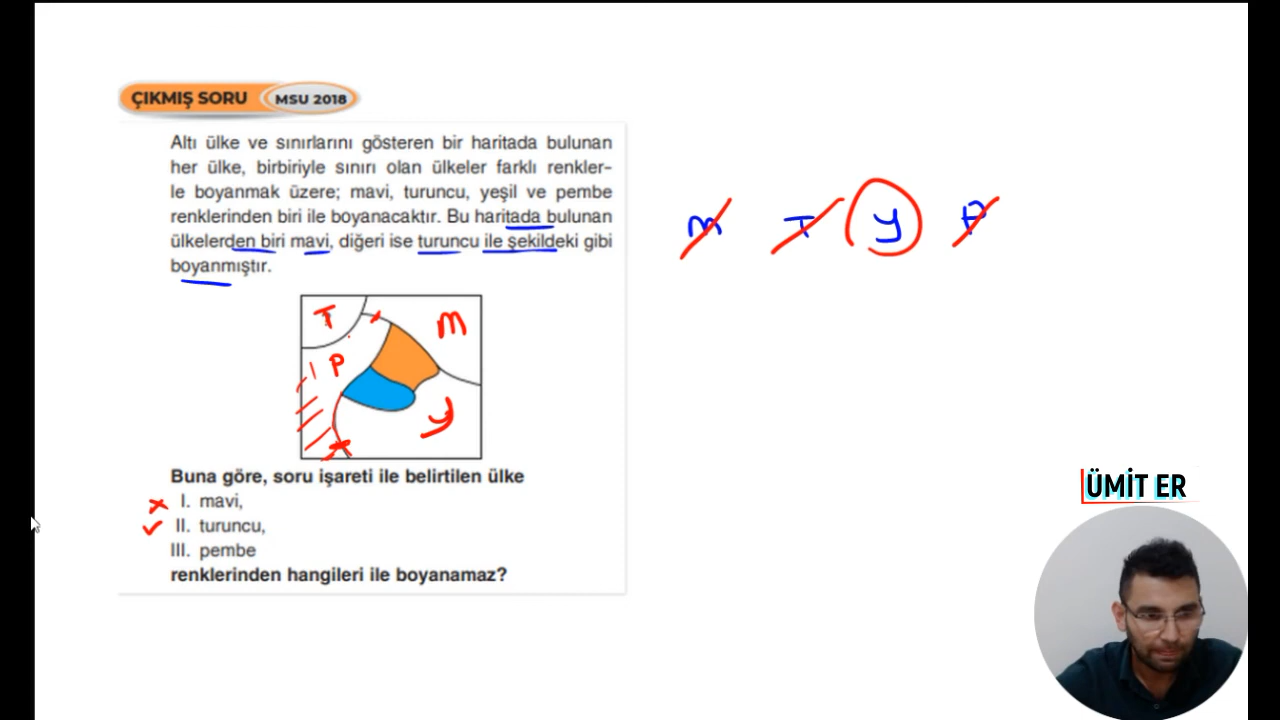 ÇIKMIŞ SORU MSU 2018
Altı ülke ve sınırlarını gösteren bir haritada bulunan
her ülke, birbiriyle sınırı olan ülkeler farklı renkler-
le boyanmak üzere; mavi, turuncu, yeşil ve pembe
renklerinden biri ile boyanacaktır. Bu haritada bulunan
ülkelerden biri mavi, diğeri ise turuncu ile şekildeki gibi
boyanmıştır.
M T y P
T M
P
y
Buna göre, soru işareti ile belirtilen ülke
I. mavi,
II. turuncu,
III. pembe
renklerinden hangileri ile boyanamaz?
ÜMİT ER